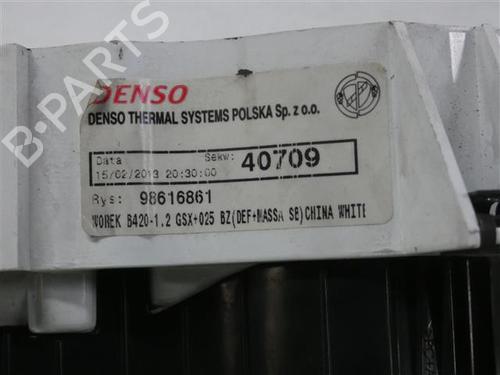 DENSO
DENSO THERMAL SYSTEMS POLSKA Sp. z o.o.
Data Sekw: 40709
15/02/2013 20:30:00
Rys: 98616861
WOREK B420-1.2 GSX+025 BZ(DEF+MASSA SB)CHINA WHITE
B-PARTS